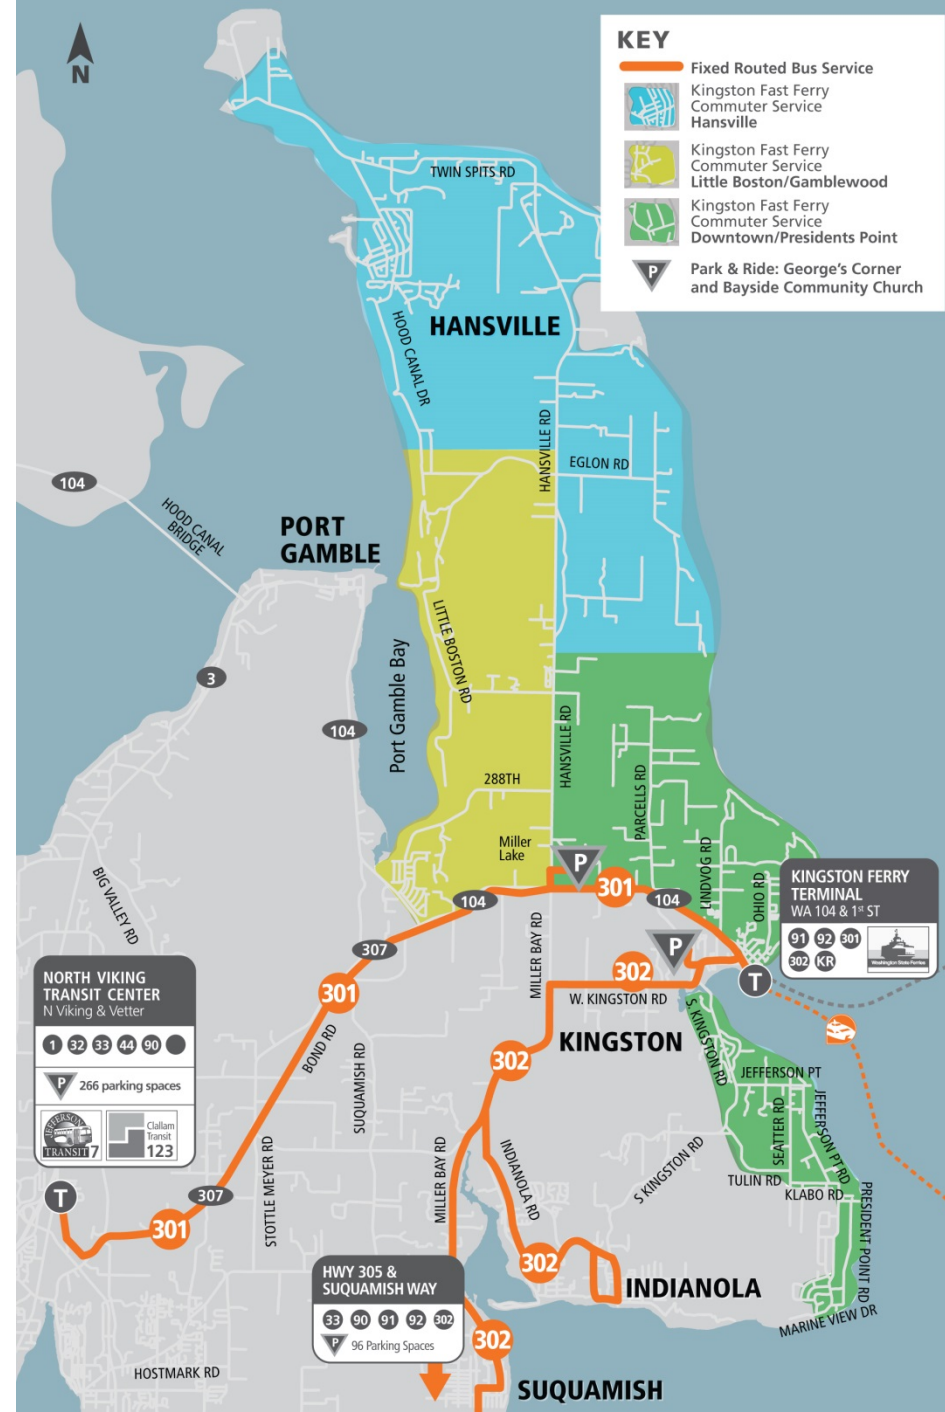 N
KEY
Fixed Routed Bus Service
Kingston Fast Ferry
Commuter Service
Hansville
Kingston Fast Ferry
Commuter Service
Little Boston/Gamblewood
Kingston Fast Ferry
Commuter Service
Downtown/Presidents Point
P
Park & Ride: George's Corner
and Bayside Community Church
TWIN SPITS RD
HANSVILLE
HOOD CANAL DR
HANSVILLE RD
EGLON RD
104
HOOD CANAL
BRIDGE
PORT
GAMBLE
LITTLE BOSTON RD
Port Gamble Bay
3
104
HANSVILLE RD
288TH
PARCELLS RD
Miller
Lake
LINDVOG RD
OHIO RD
P
301
104
104
BIG VALLEY RD
307
MILLER BAY RD
P
KINGSTON FERRY
TERMINAL
WA 104 & 1st ST
91 92 301
302 KR
Washington State Ferries
T
NORTH VIKING
TRANSIT CENTER
N Viking & Vetter
1 32 33 44 90
P 266 parking spaces
JEFFERSON
TRANSIT 7
Clallam
Transit
123
301
302
W. KINGSTON RD
KINGSTON
S. KINGSTON RD
BOND RD
SUQUAMISH RD
302
JEFFERSON PT
SEATTER RD
JEFFERSON PT RD
STOTTLE MEYER RD
MILLER BAY RD
INDIANOLA RD
S KINGSTON RD
TULIN RD
KLABO RD
PRESIDENT POINT RD
T
307
301
302
INDIANOLA
MARINE VIEW DR
HWY 305 &
SUQUAMISH WAY
33 90 91 92 302
P 96 Parking Spaces
302
HOSTMARK RD
SUQUAMISH